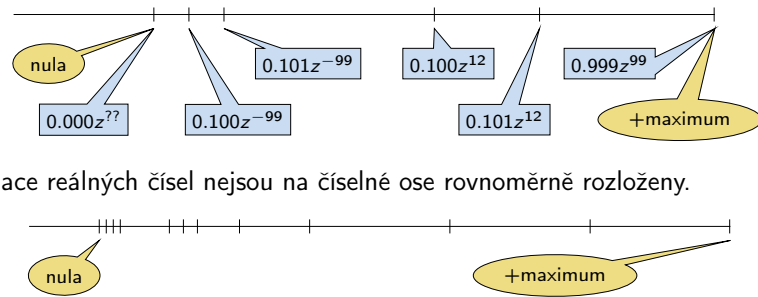 nula
0.101z⁻⁹⁹
0.100z¹²
0.999z⁹⁹
0.000z^??
0.100z⁻⁹⁹
0.101z¹²
+maximum
ace reálných čísel nejsou na číselné ose rovnoměrně rozloženy.
nula
+maximum